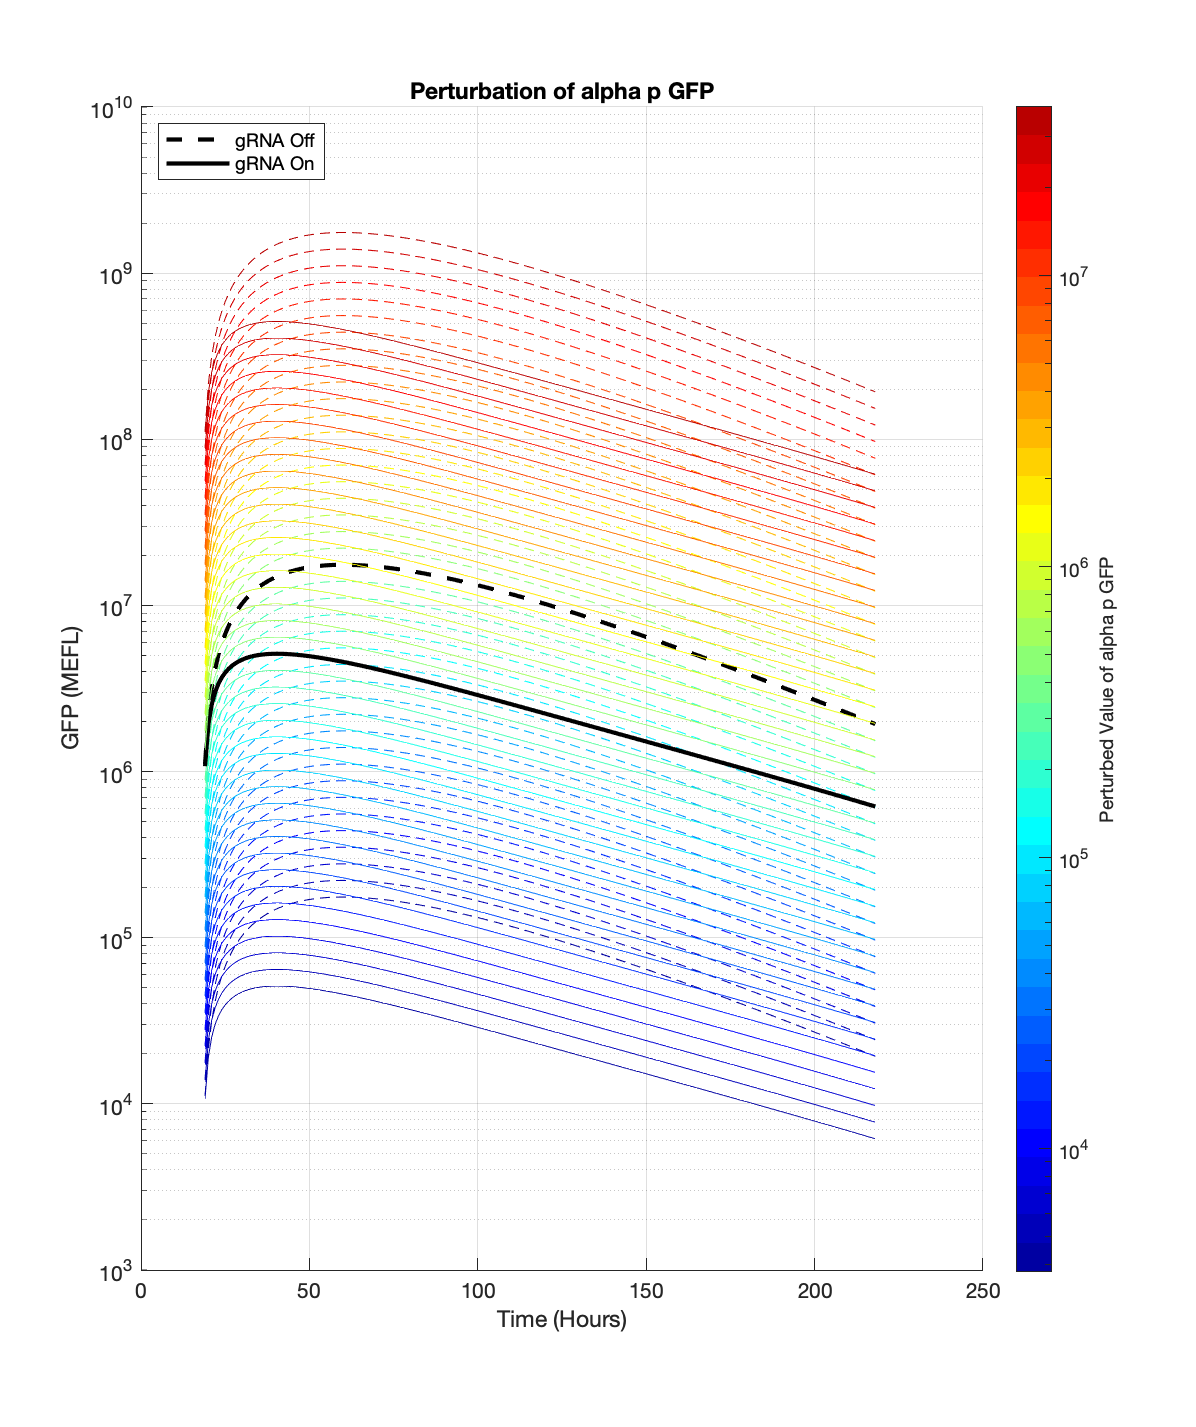 Perturbation of alpha p GFP
gRNA Off
gRNA On
10^10
10^9
10^8
10^7
10^6
10^5
10^4
10^3
GFP (MEFL)
0 50 100 150 200 250
Time (Hours)
10^7
10^6
10^5
10^4
Perturbed Value of alpha p GFP